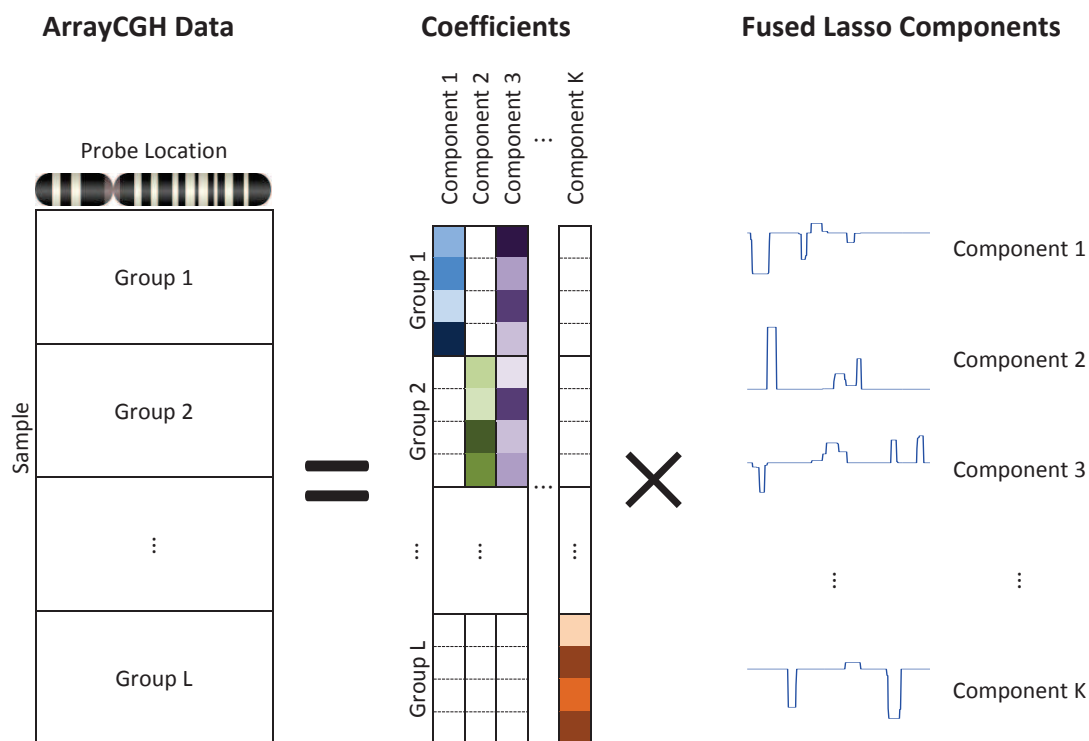 ArrayCGH Data
Coefficients
Fused Lasso Components
Probe Location
Sample
Group 1
Group 2
⋮
Group L
Component 1
Component 2
Component 3
...
Component K
Group 1
Group 2
...
⋮
⋮
⋮
Group L
Component 1
Component 2
Component 3
⋮
⋮
Component K